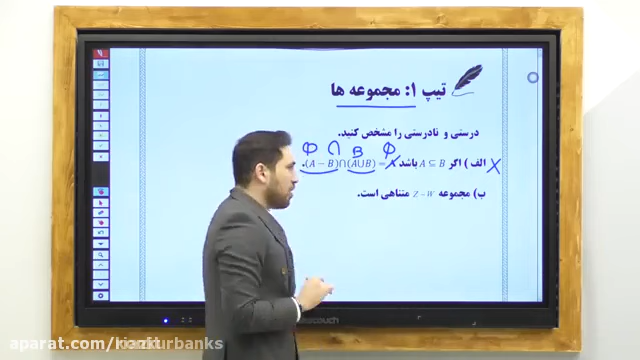 تیپ ۱: مجموعه ها
درستی و نادرستی را مشخص کنید.
Φ ∩ B Φ
الف) اگر A ⊆ B باشد (A − B)∩(A∪B) =
ب) مجموعه Z − W متناهی است.
aparat.com/konkurbanks